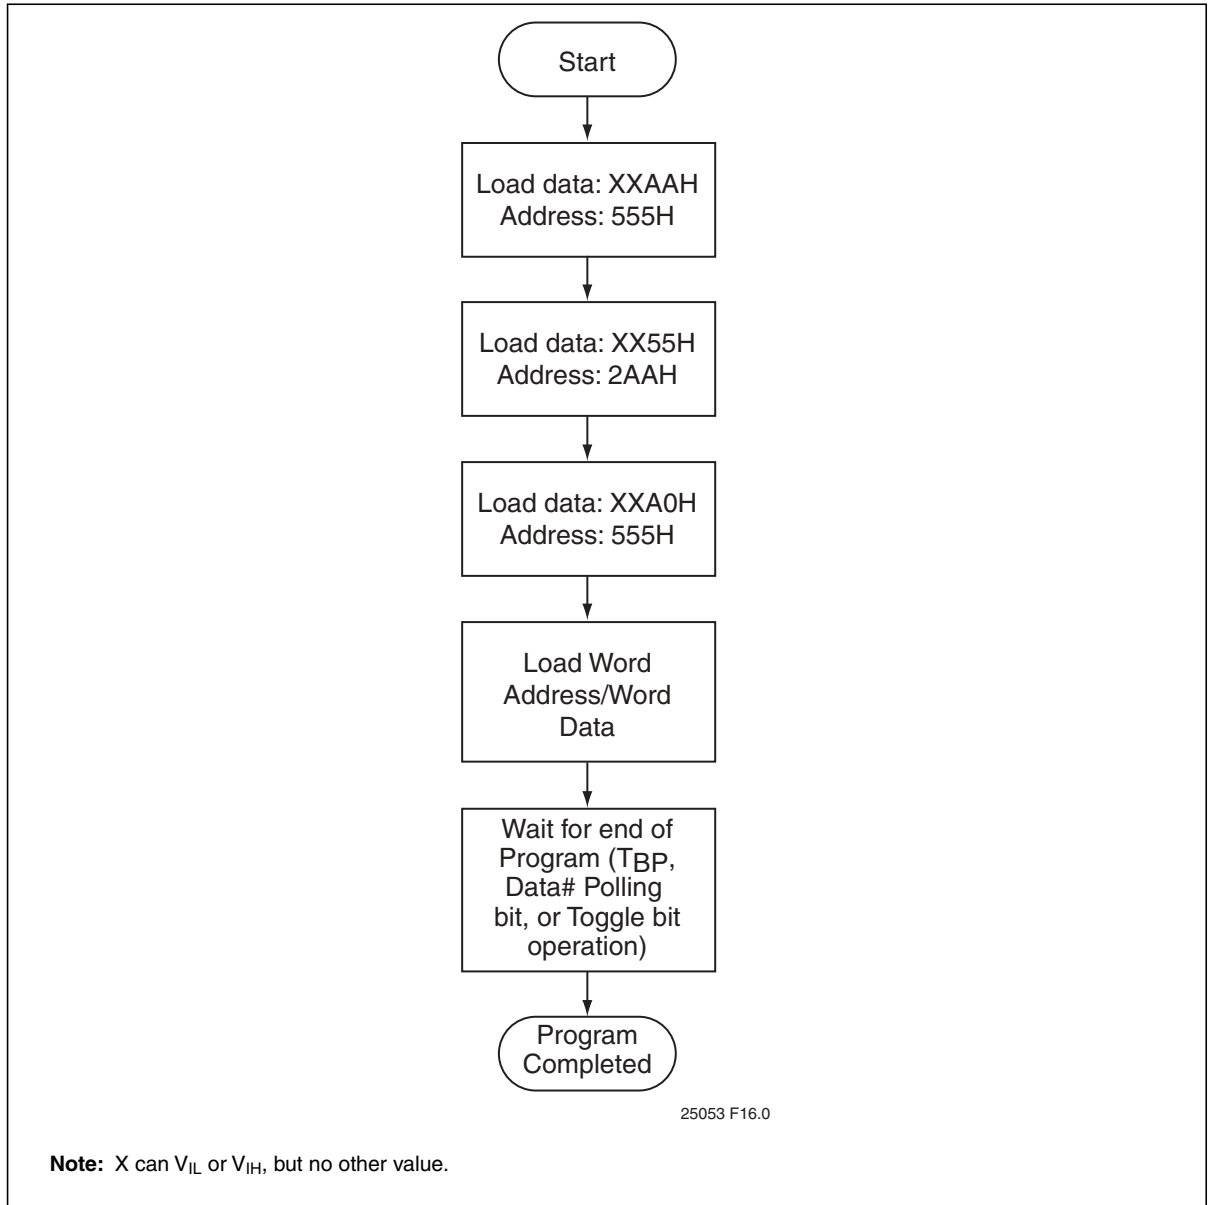 Start
Load data: XXAAH
Address: 555H
Load data: XX55H
Address: 2AAH
Load data: XXA0H
Address: 555H
Load Word
Address/Word
Data
Wait for end of
Program (TBP,
Data# Polling
bit, or Toggle bit
operation)
Program
Completed
25053 F16.0
Note: X can VIL or VIH, but no other value.